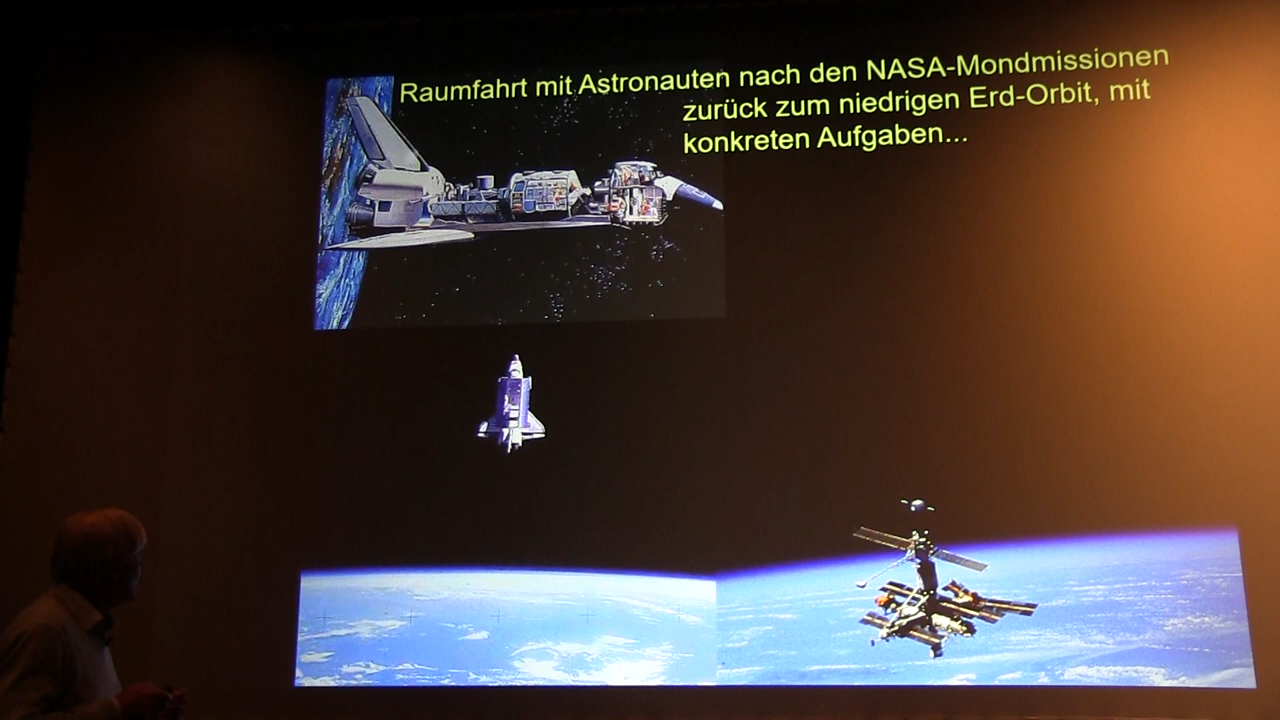 Raumfahrt mit Astronauten nach den NASA-Mondmissionen
zurück zum niedrigen Erd-Orbit, mit
konkreten Aufgaben...